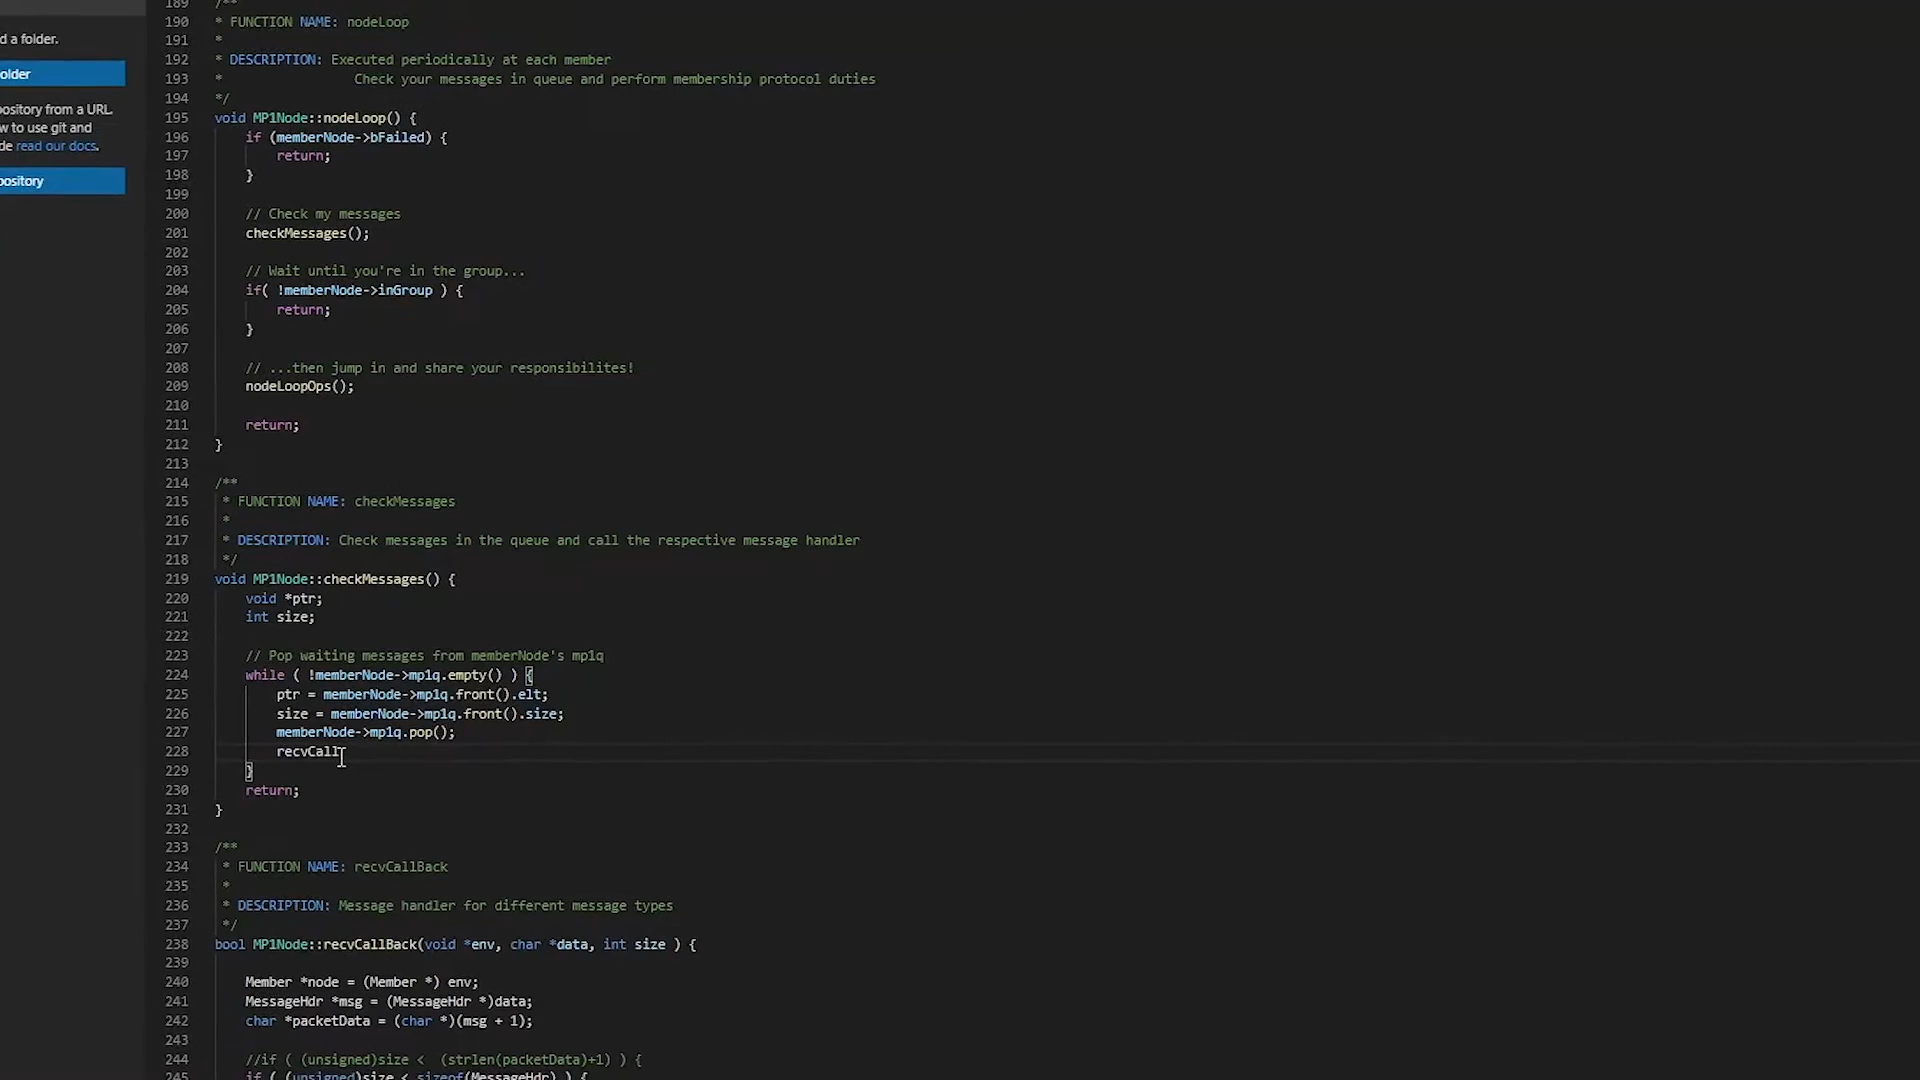 189 /**
190 * FUNCTION NAME: nodeLoop
d a folder.
191 *
192 * DESCRIPTION: Executed periodically at each member
older
193 * Check your messages in queue and perform membership protocol duties
194 */
pository from a URL.
195 void MP1Node::nodeLoop() {
w to use git and
196 if (memberNode->bFailed) {
de read our docs.
197 return;
198 }
pository
199
200 // Check my messages
201 checkMessages();
202
203 // Wait until you're in the group...
204 if( !memberNode->inGroup ) {
205 return;
206 }
207
208 // ...then jump in and share your responsibilites!
209 nodeLoopOps();
210
211 return;
212 }
213
214 /**
215 * FUNCTION NAME: checkMessages
216 *
217 * DESCRIPTION: Check messages in the queue and call the respective message handler
218 */
219 void MP1Node::checkMessages() {
220 void *ptr;
221 int size;
222
223 // Pop waiting messages from memberNode's mp1q
224 while ( !memberNode->mp1q.empty() ) {
225 ptr = memberNode->mp1q.front().elt;
226 size = memberNode->mp1q.front().size;
227 memberNode->mp1q.pop();
228 recvCall
229 }
230 return;
231 }
232
233 /**
234 * FUNCTION NAME: recvCallBack
235 *
236 * DESCRIPTION: Message handler for different message types
237 */
238 bool MP1Node::recvCallBack(void *env, char *data, int size ) {
239
240 Member *node = (Member *) env;
241 MessageHdr *msg = (MessageHdr *)data;
242 char *packetData = (char *)(msg + 1);
243
244 //if ( (unsigned)size < (strlen(packetData)+1) ) {
245 if ( (unsigned)size < sizeof(MessageHdr) ) {